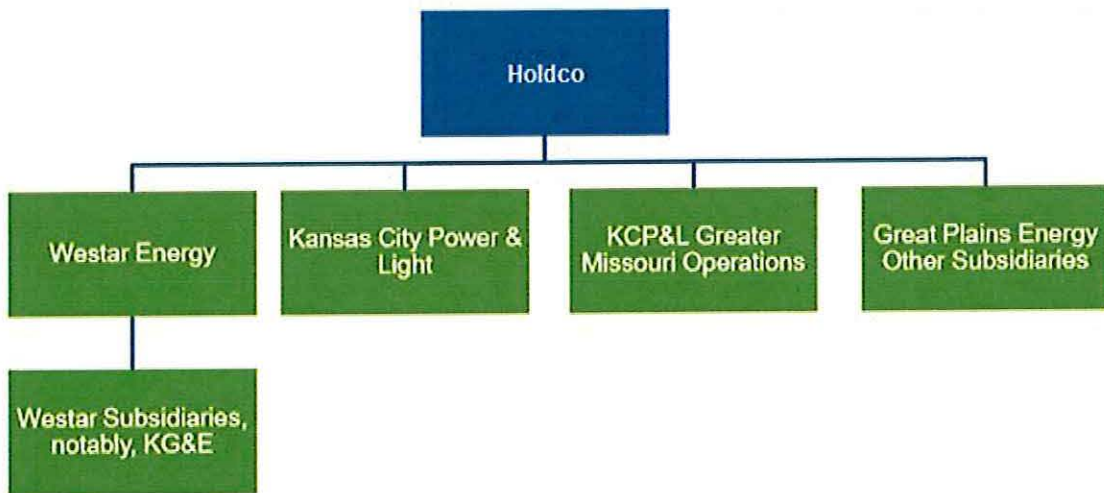 Holdco
Westar Energy
Kansas City Power &
Light
KCP&L Greater
Missouri Operations
Great Plains Energy
Other Subsidiaries
Westar Subsidiaries,
notably, KG&E